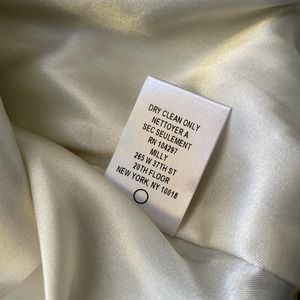 DRY CLEAN ONLY
NETTOYER A
SEC SEULEMENT
RN 104297
MILLY
265 W 37TH ST
20TH FLOOR
NEW YORK, NY 10018